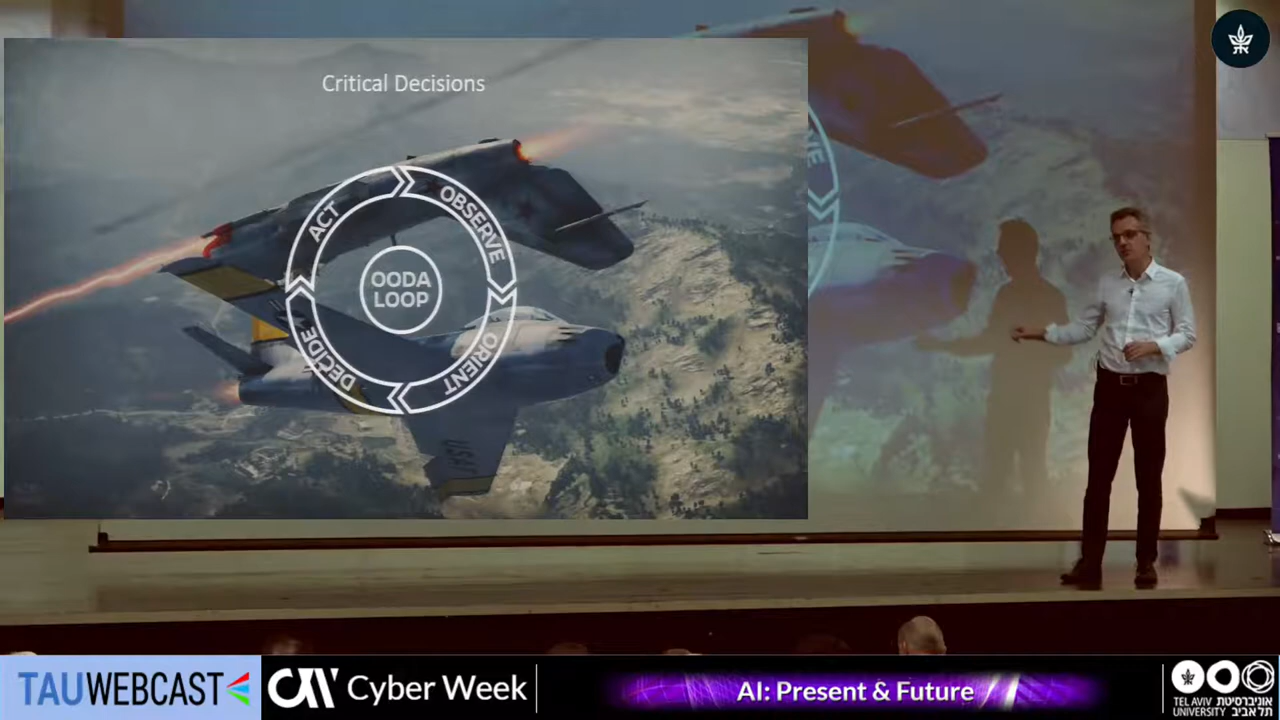 Critical Decisions
ACT
OBSERVE
OODA
LOOP
DECIDE
ORIENT
TAUWEBCAST
Cyber Week
AI: Present & Future
TEL AVIV
UNIVERSITY
אוניברסיטת
תל אביב